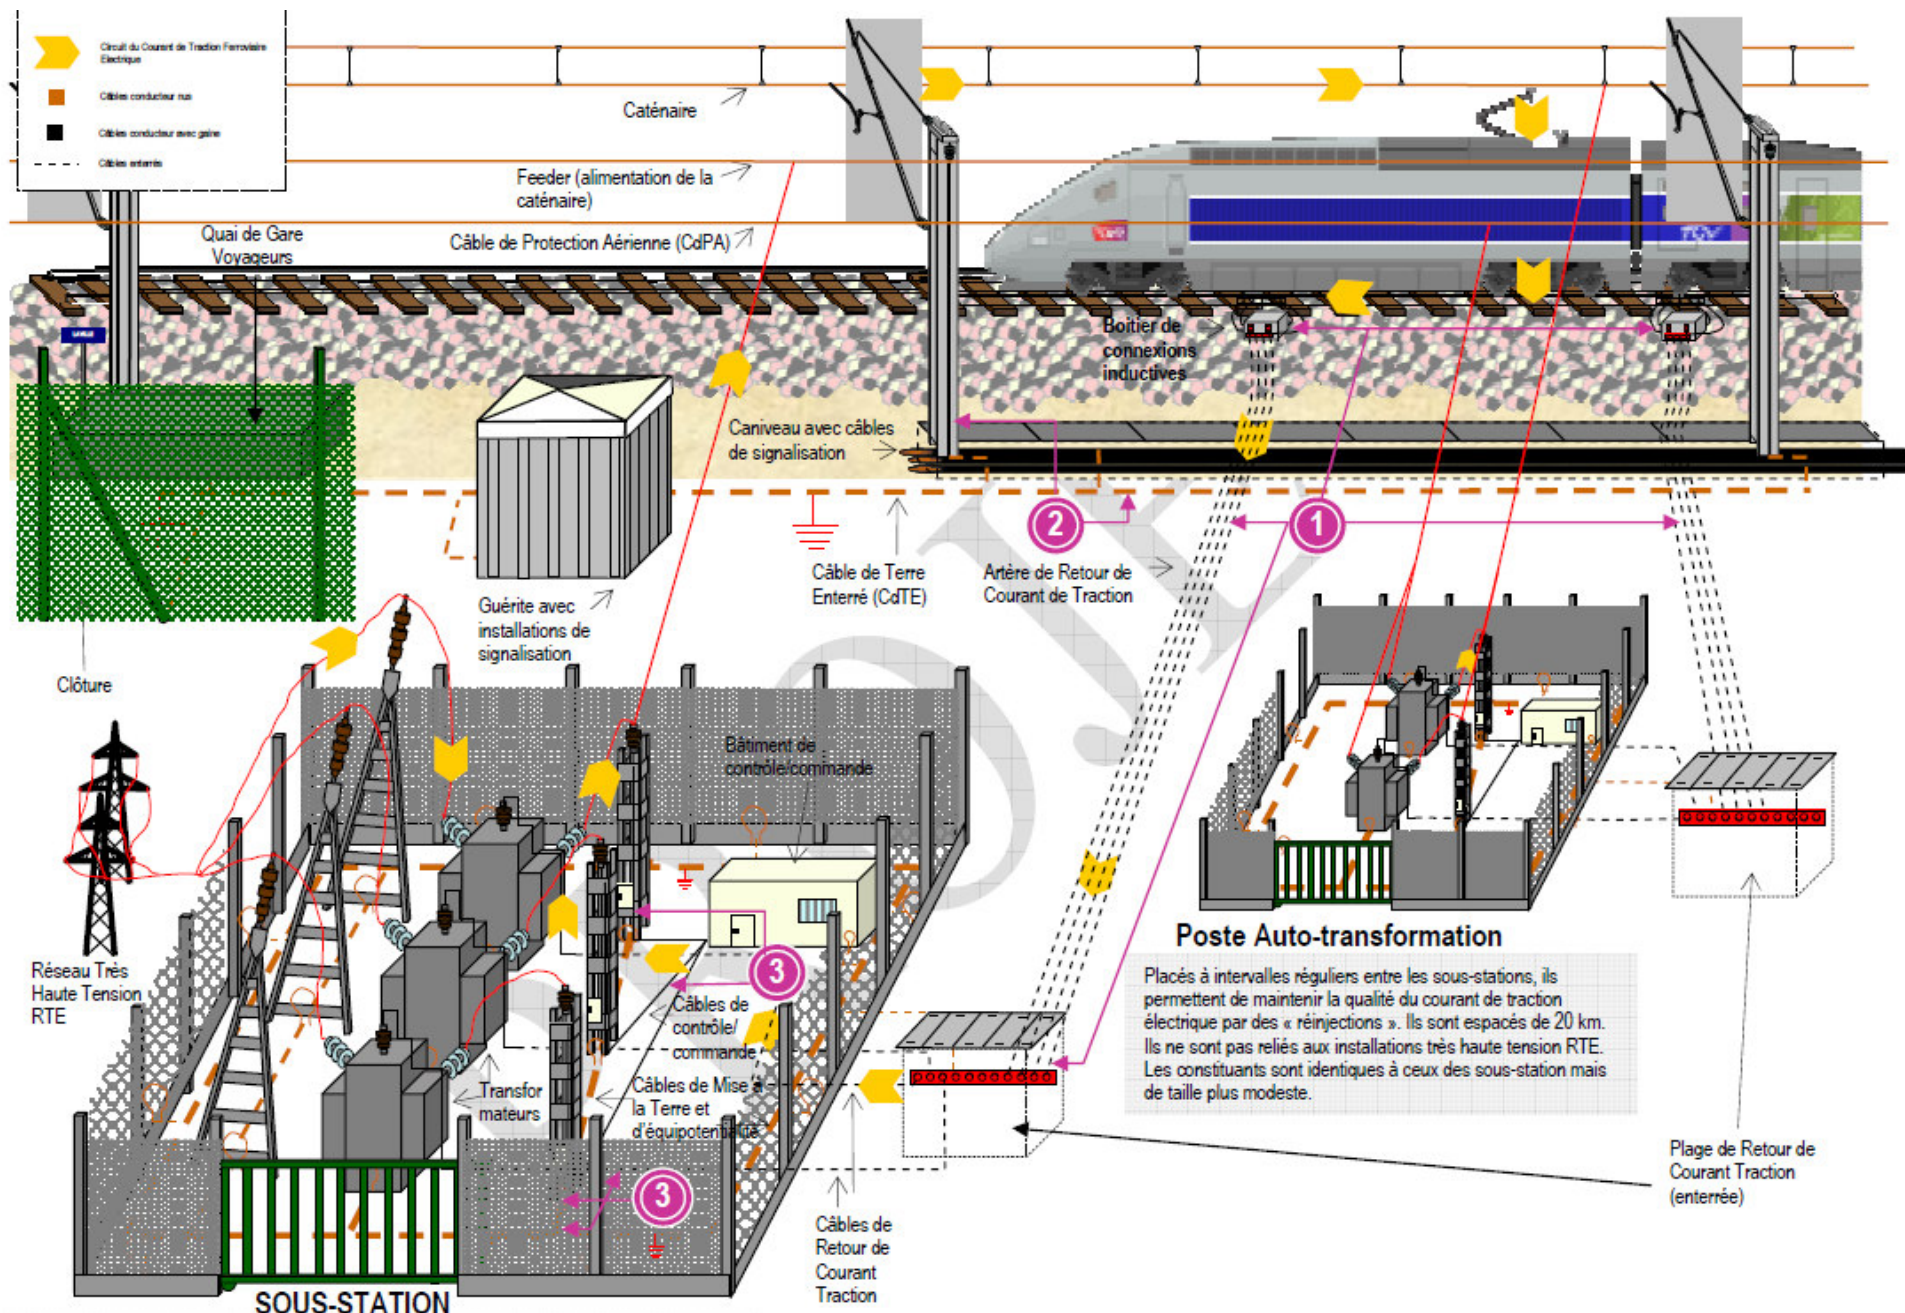 Circuit du Courant de Traction Ferroviaire
Electrique
Câbles conducteur nus
Câbles conducteur avec gaine
Câbles enterrés
Caténaire
Feeder (alimentation de la
caténaire)
Câble de Protection Aérienne (CdPA)
Quai de Gare
Voyageurs
TGV
Boitier de
connexions
inductives
Caniveau avec câbles
de signalisation
2
1
Câble de Terre
Enterré (CdTE)
Artère de Retour de
Courant de Traction
Guérite avec
installations de
signalisation
Clôture
Bâtiment de
contrôle/commande
Réseau Très
Haute Tension
RTE
3
Câbles de
contrôle/
commande
Transfor
mateurs
Câbles de Mise à
la Terre et
d'équipotentialité
3
Câbles de
Retour de
Courant
Traction
SOUS-STATION
Poste Auto-transformation
Placés à intervalles réguliers entre les sous-stations, ils
permettent de maintenir la qualité du courant de traction
électrique par des « réinjections ». Ils sont espacés de 20 km.
Ils ne sont pas reliés aux installations très haute tension RTE.
Les constituants sont identiques à ceux des sous-station mais
de taille plus modeste.
Plage de Retour de
Courant Traction
(enterrée)